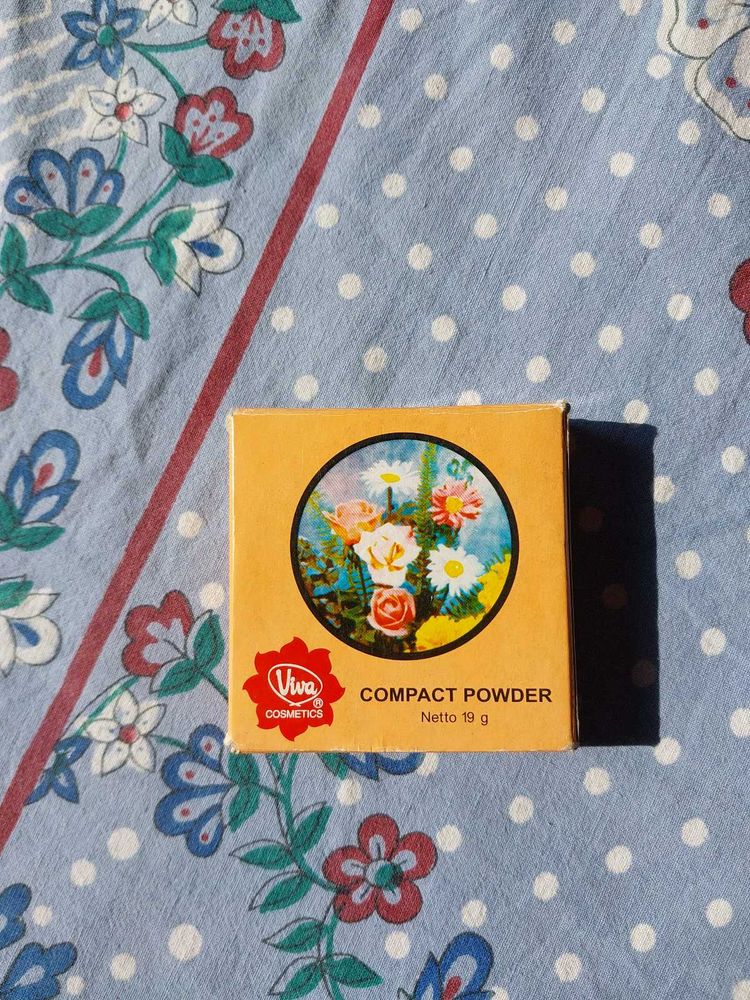 Viva
®
COSMETICS
COMPACT POWDER
Netto 19 g